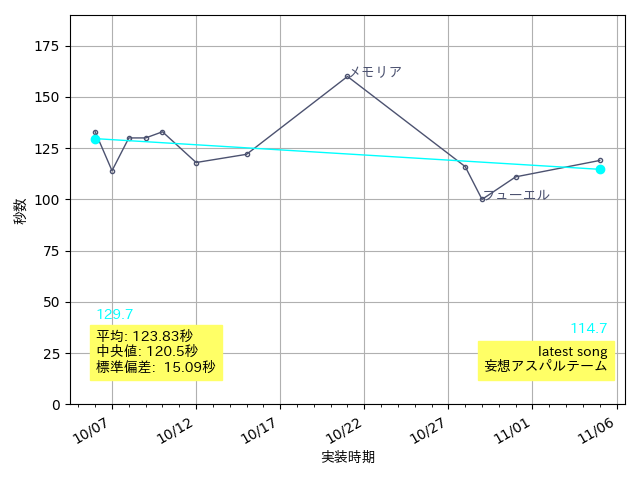 175
150
125
100
75
50
25
0
秒数
メモリア
フューエル
129.7
平均: 123.83秒
中央値: 120.5秒
標準偏差: 15.09秒
114.7
latest song
妄想アスパルテーム
10/07
10/12
10/17
10/22
10/27
11/01
11/06
実装時期